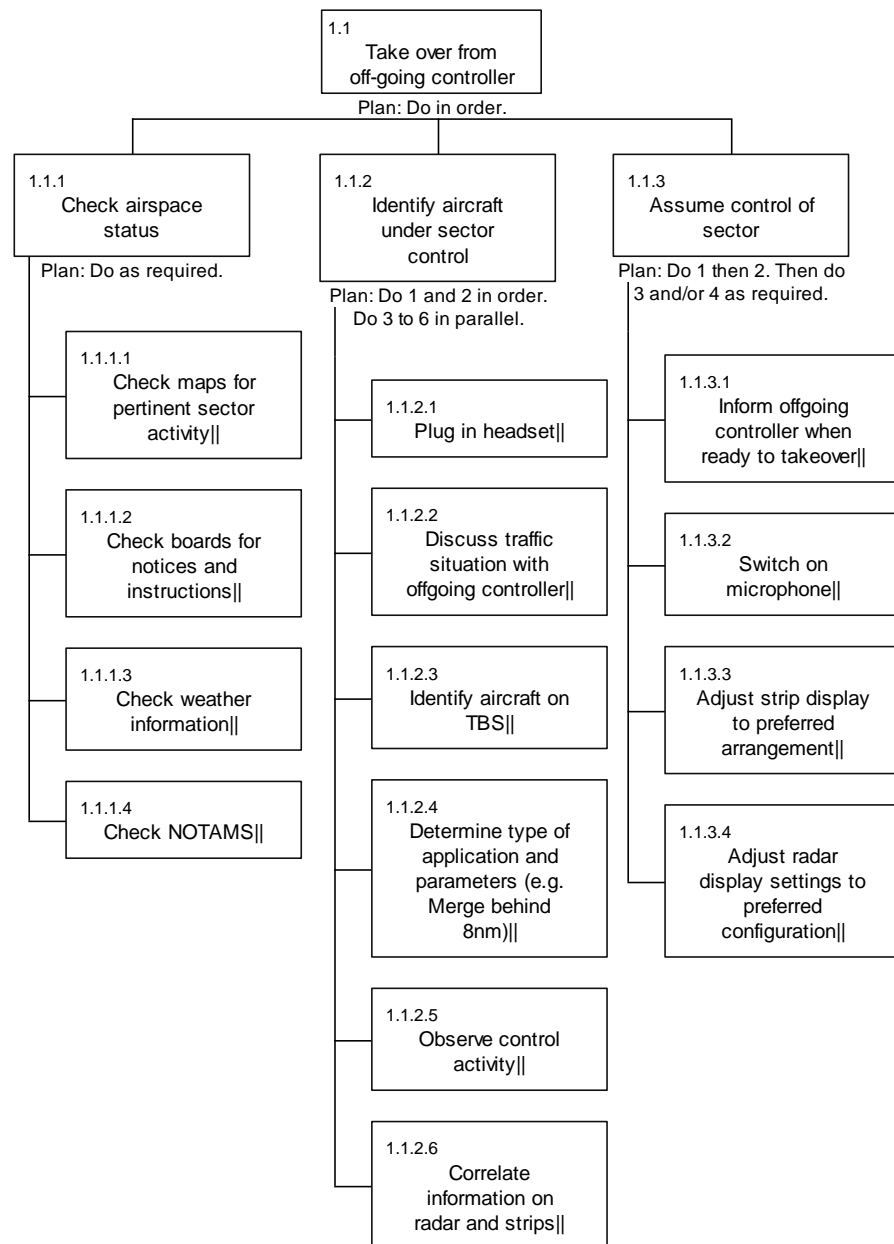 1.1
Take over from
off-going controller
Plan: Do in order.
1.1.1
Check airspace
status
Plan: Do as required.
1.1.1.1
Check maps for
pertinent sector
activity||
1.1.1.2
Check boards for
notices and
instructions||
1.1.1.3
Check weather
information||
1.1.1.4
Check NOTAMS||
1.1.2
Identify aircraft
under sector
control
Plan: Do 1 and 2 in order.
Do 3 to 6 in parallel.
1.1.2.1
Plug in headset||
1.1.2.2
Discuss traffic
situation with
offgoing controller||
1.1.2.3
Identify aircraft on
TBS||
1.1.2.4
Determine type of
application and
parameters (e.g.
Merge behind
8nm)||
1.1.2.5
Observe control
activity||
1.1.2.6
Correlate
information on
radar and strips||
1.1.3
Assume control of
sector
Plan: Do 1 then 2. Then do
3 and/or 4 as required.
1.1.3.1
Inform offgoing
controller when
ready to takeover||
1.1.3.2
Switch on
microphone||
1.1.3.3
Adjust strip display
to preferred
arrangement||
1.1.3.4
Adjust radar
display settings to
preferred
configuration||